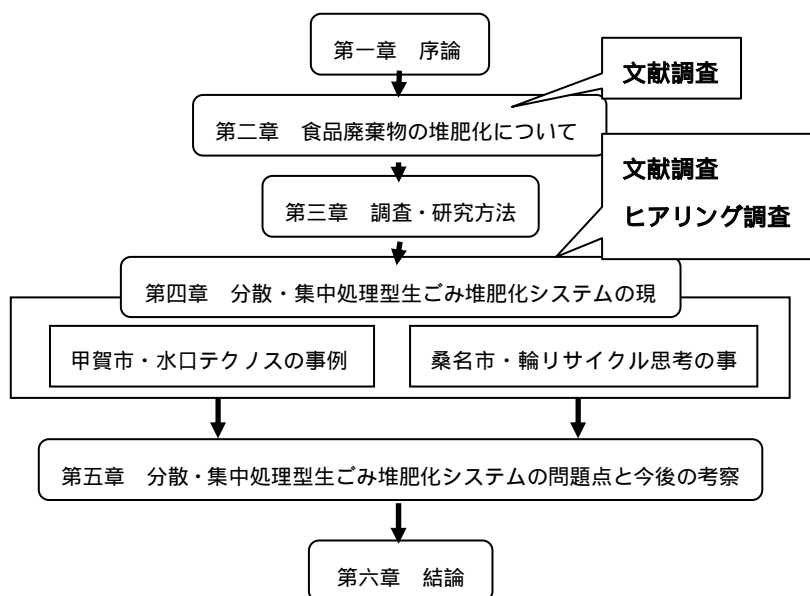 第一章 序論
文献調査
第二章 食品廃棄物の堆肥化について
文献調査
ヒアリング調査
第三章 調査・研究方法
第四章 分散・集中処理型生ごみ堆肥化システムの現
甲賀市・水口テクノスの事例
桑名市・輪リサイクル思考の事
第五章 分散・集中処理型生ごみ堆肥化システムの問題点と今後の考察
第六章 結論